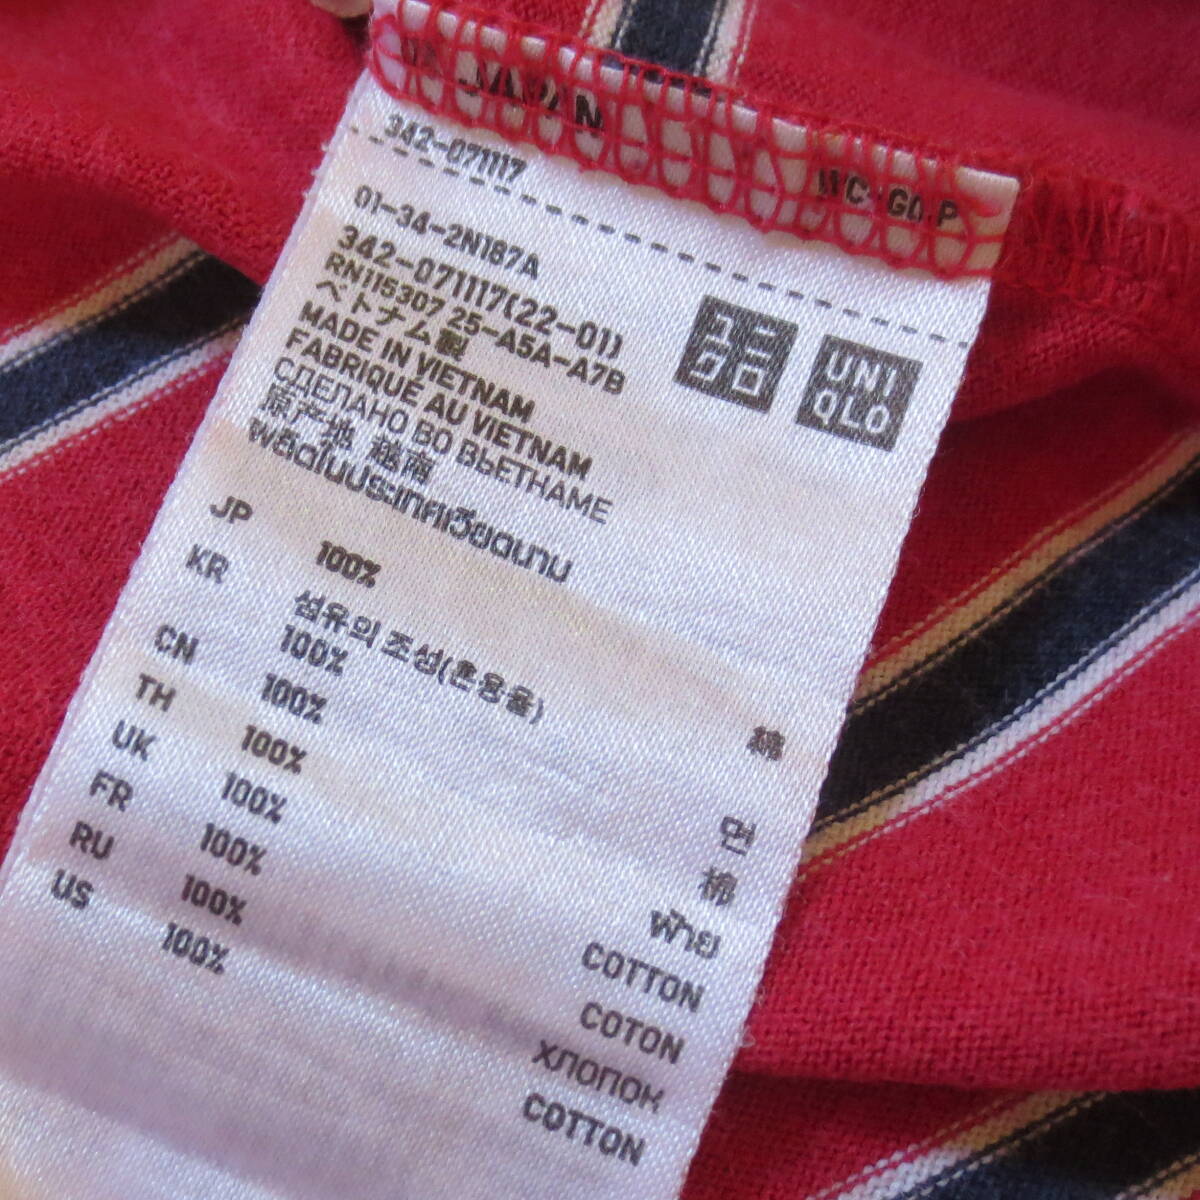 JAPAN
342-071117
01-34-2N187A
342-071117(22-01)
RN115307 25-A5A-A7B
ベトナム製
MADE IN VIETNAM
FABRIQUÉ AU VIETNAM
СДЕЛАНО ВО ВЬЕТНАМЕ
原产地 越南
ผลิตในประเทศเวียดนาม
ユニ
クロ
UNI
QLO
JP 100% 綿
KR 섬유의 조성(혼용율)
100% 면
CN 100% 棉
TH 100% ฝ้าย
UK 100% COTTON
FR 100% COTON
RU 100% ХЛОПОК
US 100% COTTON